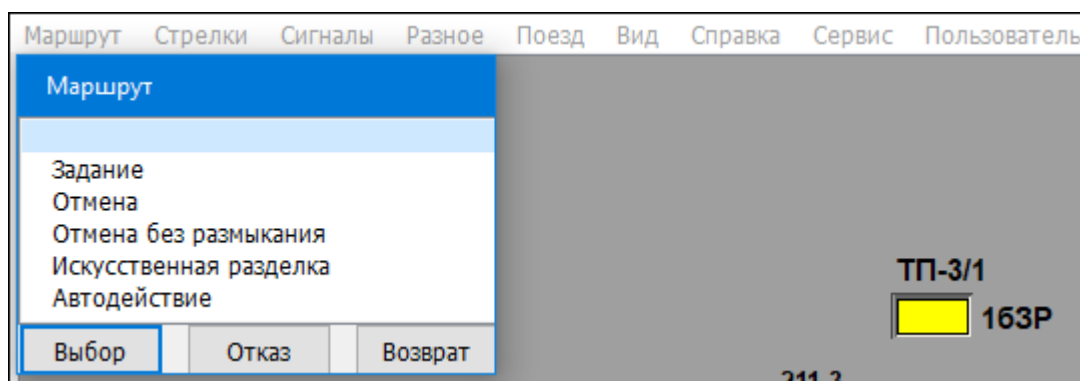 Маршрут Стрелки Сигналы Разное Поезд Вид Справка Сервис Пользователь
Маршрут
Задание
Отмена
Отмена без размыкания
Искусственная разделка
Автодействие
Выбор Отказ Возврат
ТП-3/1
163Р